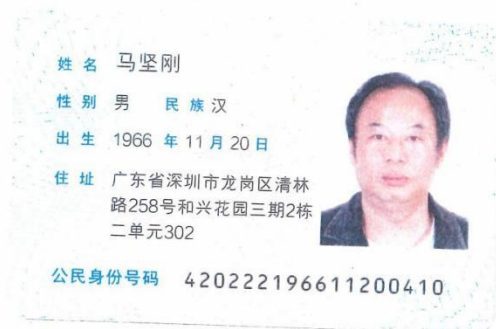 姓名 马坚刚
性别 男 民族 汉
出生 1966 年 11 月 20 日
住址 广东省深圳市龙岗区清林
路258号和兴花园三期2栋
二单元302
公民身份号码 420222196611200410